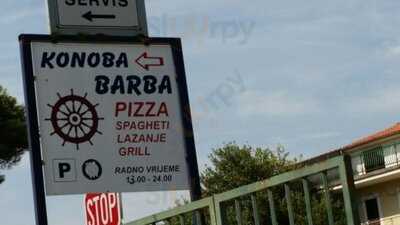 SERVIS
KONOBA
BARBA
PIZZA
SPAGHETI
LAZANJE
GRILL
P
RADNO VRIJEME
13.00 - 24.00
STOP